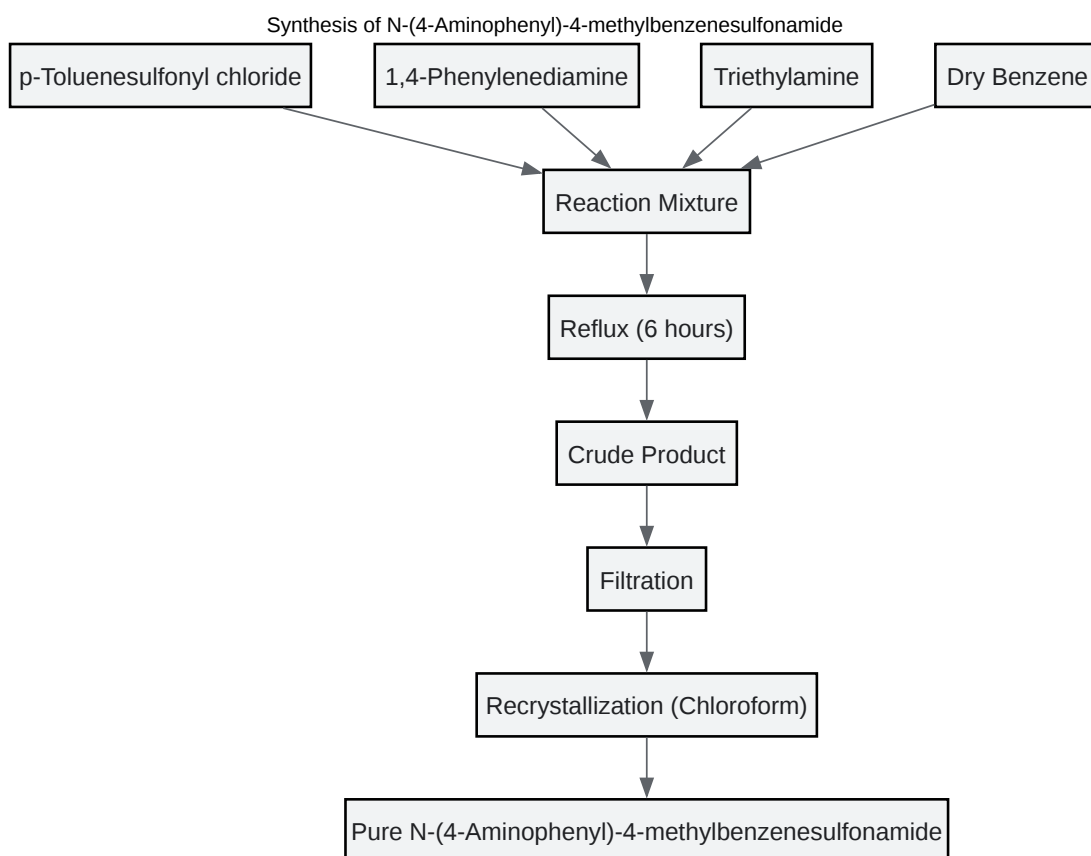 Synthesis of N-(4-Aminophenyl)-4-methylbenzenesulfonamide
p-Toluenesulfonyl chloride
1,4-Phenylenediamine
Triethylamine
Dry Benzene
Reaction Mixture
Reflux (6 hours)
Crude Product
Filtration
Recrystallization (Chloroform)
Pure N-(4-Aminophenyl)-4-methylbenzenesulfonamide